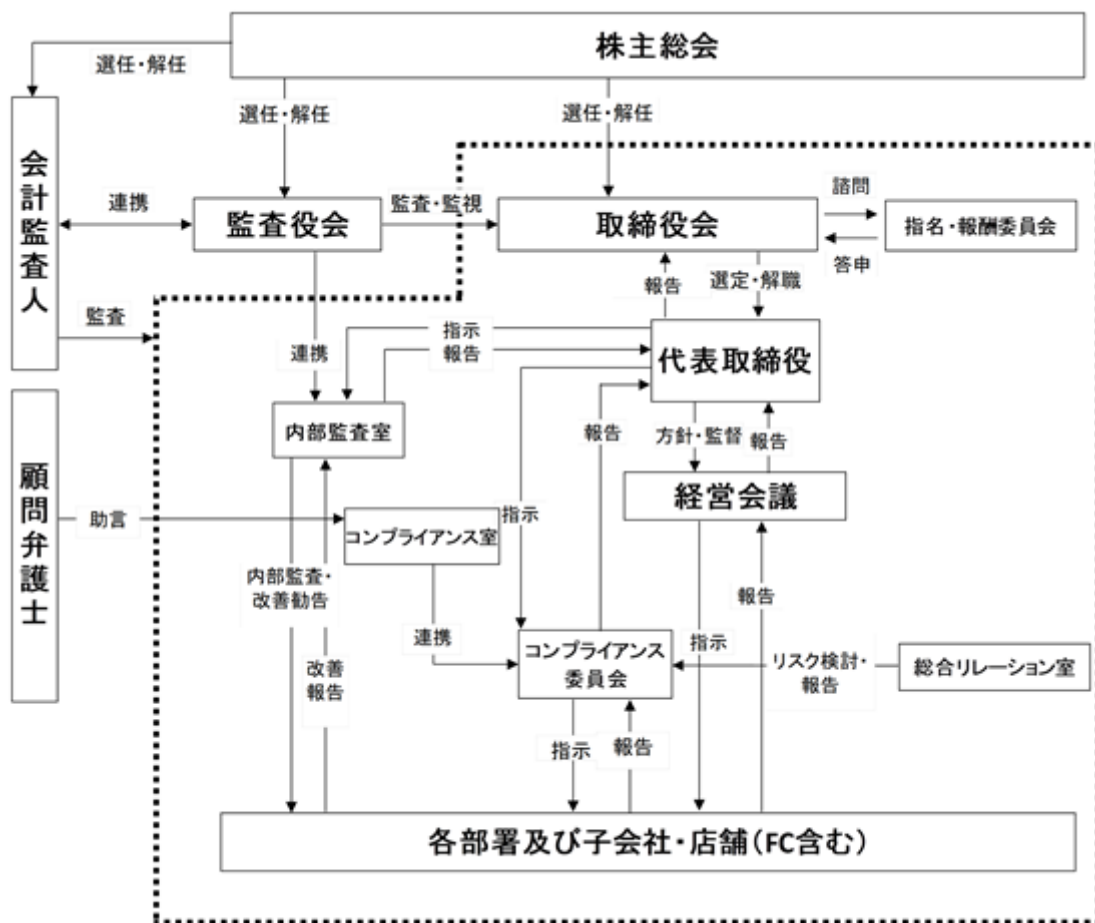 株主総会
選任・解任
選任・解任
選任・解任
会計監査人
連携
監査役会
監査・監視
取締役会
諮問
答申
指名・報酬委員会
報告
選定・解職
監査
連携
指示
報告
代表取締役
内部監査室
報告
方針・監督
報告
経営会議
顧問弁護士
助言
コンプライアンス室
指示
内部監査・
改善勧告
報告
連携
コンプライアンス
委員会
指示
リスク検討・
報告
総合リレーション室
改善
報告
指示
報告
各部署及び子会社・店舗(FC含む)